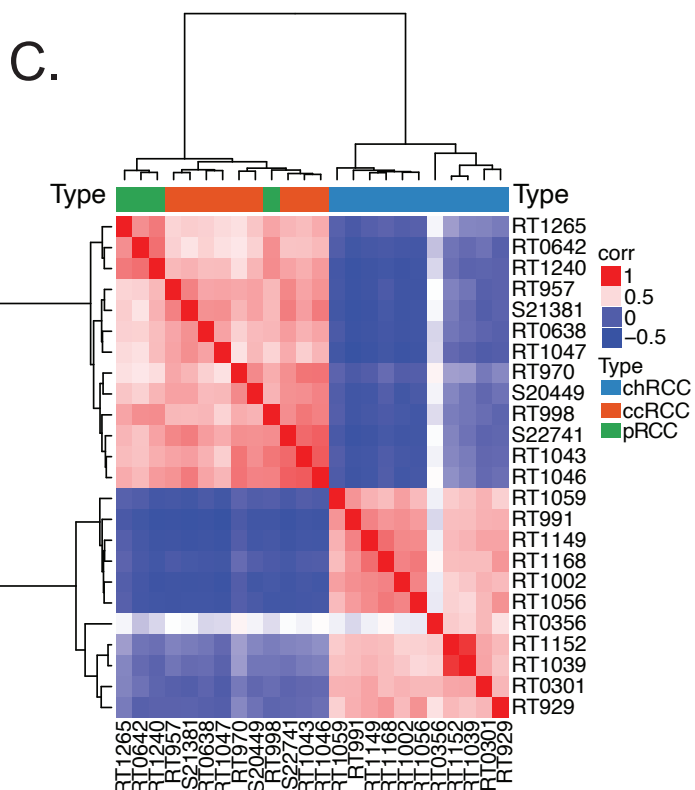 C.
Type
Type
RT1265
RT0642
RT1240
RT957
S21381
RT0638
RT1047
RT970
S20449
RT998
S22741
RT1043
RT1046
RT1059
RT991
RT1149
RT1168
RT1002
RT1056
RT0356
RT1152
RT1039
RT0301
RT929
corr
1
0.5
0
−0.5
Type
chRCC
ccRCC
pRCC
RT1265
RT0642
RT1240
RT957
S21381
RT0638
RT1047
RT970
S20449
RT998
S22741
RT1043
RT1046
RT1059
RT991
RT1149
RT1168
RT1002
RT1056
RT0356
RT1152
RT1039
RT0301
RT929